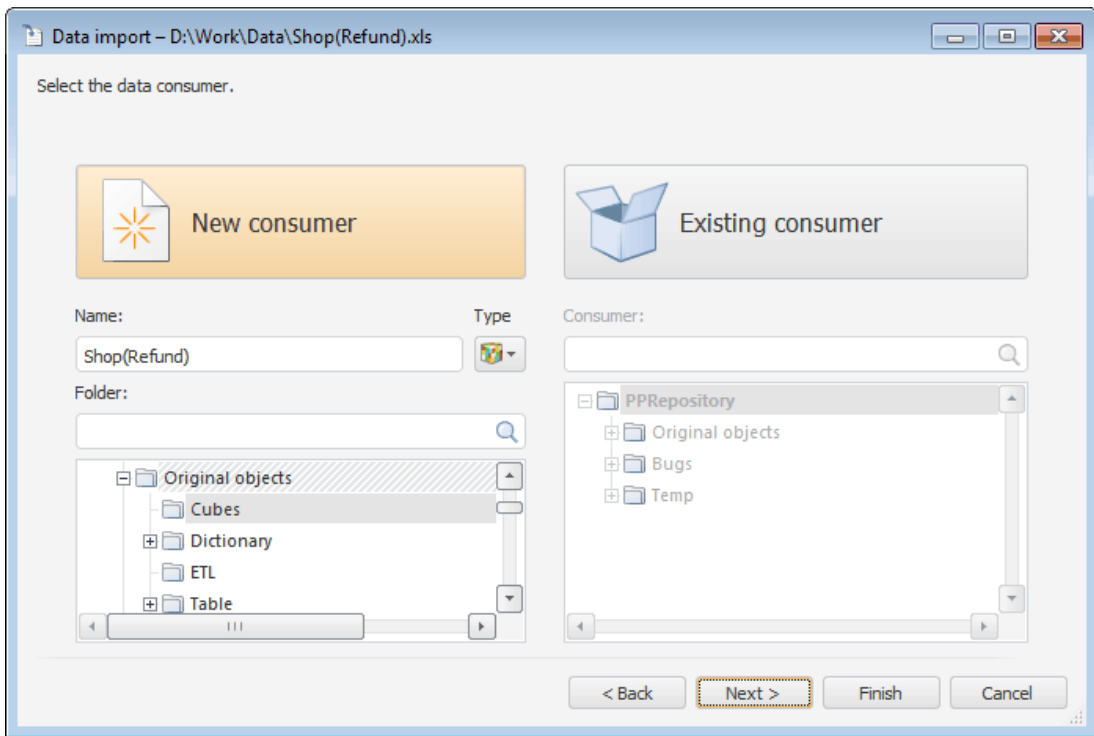 Data import – D:\Work\Data\Shop(Refund).xls
Select the data consumer.
New consumer
Existing consumer
Name:
Type
Shop(Refund)
Folder:
Original objects
Cubes
Dictionary
ETL
Table
Consumer:
PPRepository
Original objects
Bugs
Temp
< Back
Next >
Finish
Cancel